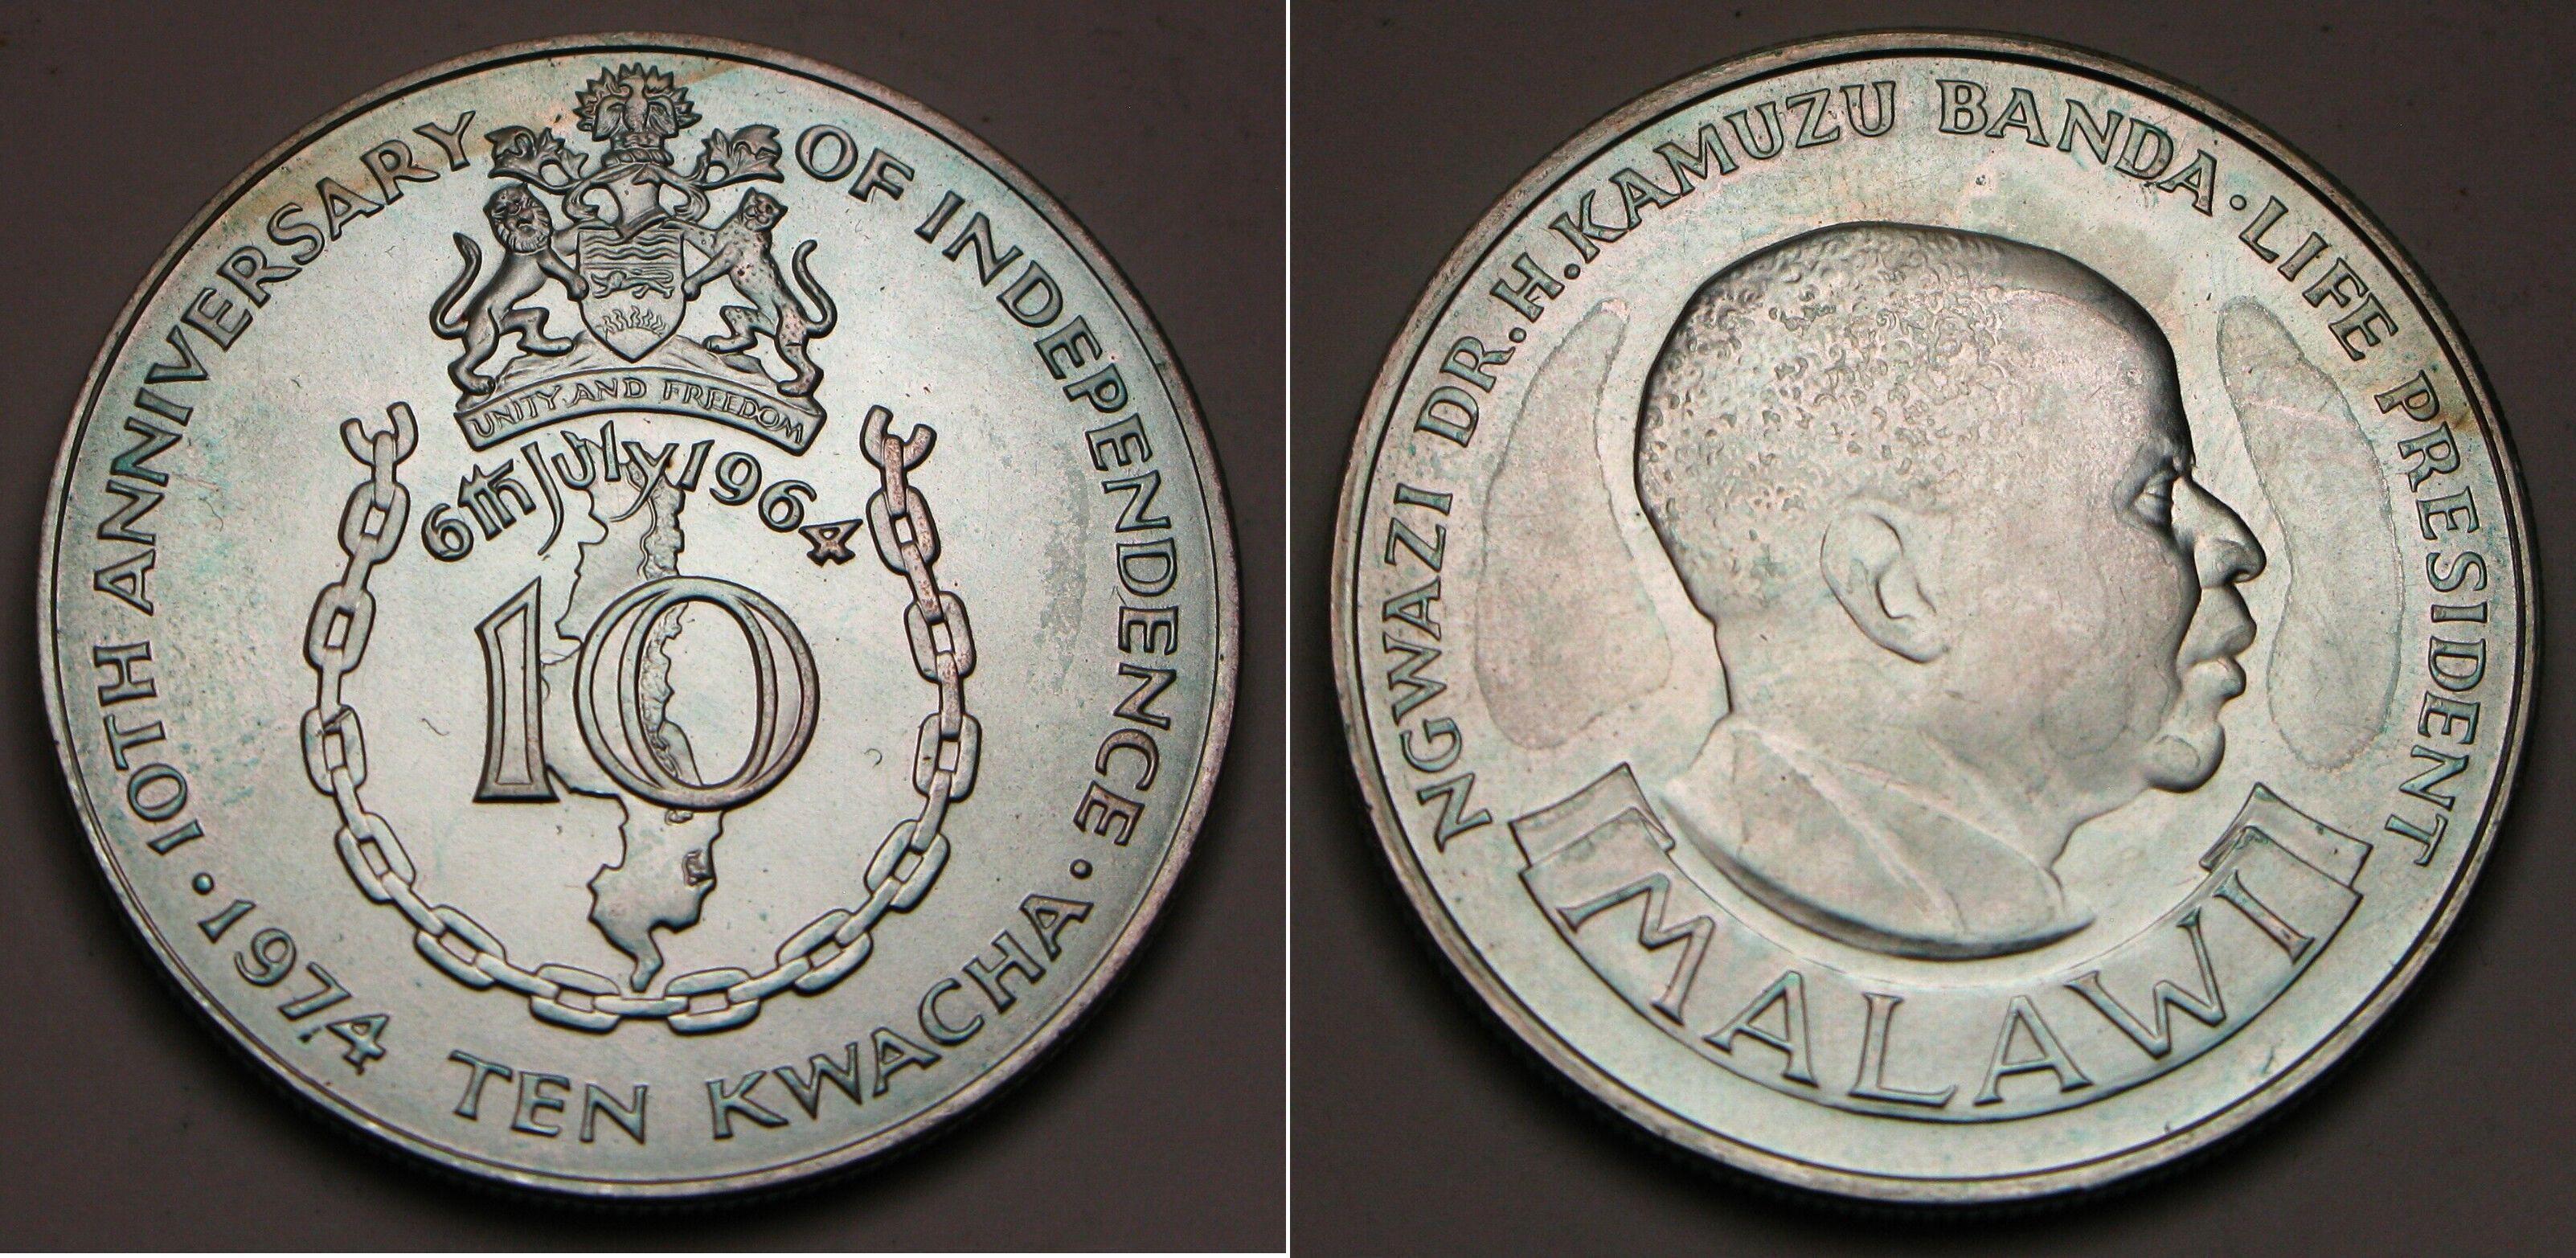 10TH ANNIVERSARY OF INDEPENDENCE ·
· 1974 TEN KWACHA
UNITY AND FREEDOM
6th July 1964
10
NGWAZI DR.H.KAMUZU BANDA·LIFE PRESIDENT
MALAWI